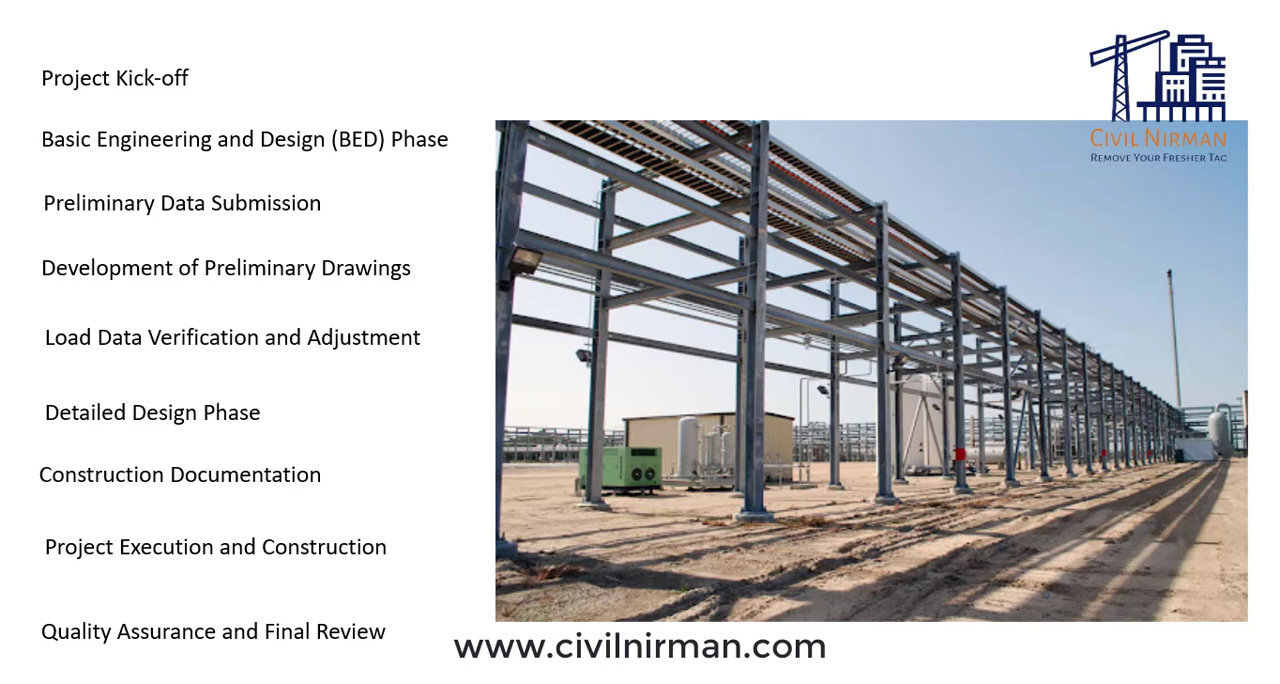 Project Kick-off
Basic Engineering and Design (BED) Phase
Preliminary Data Submission
Development of Preliminary Drawings
Load Data Verification and Adjustment
Detailed Design Phase
Construction Documentation
Project Execution and Construction
Quality Assurance and Final Review
CIVIL NIRMAN
REMOVE YOUR FRESHER TAG
www.civilnirman.com